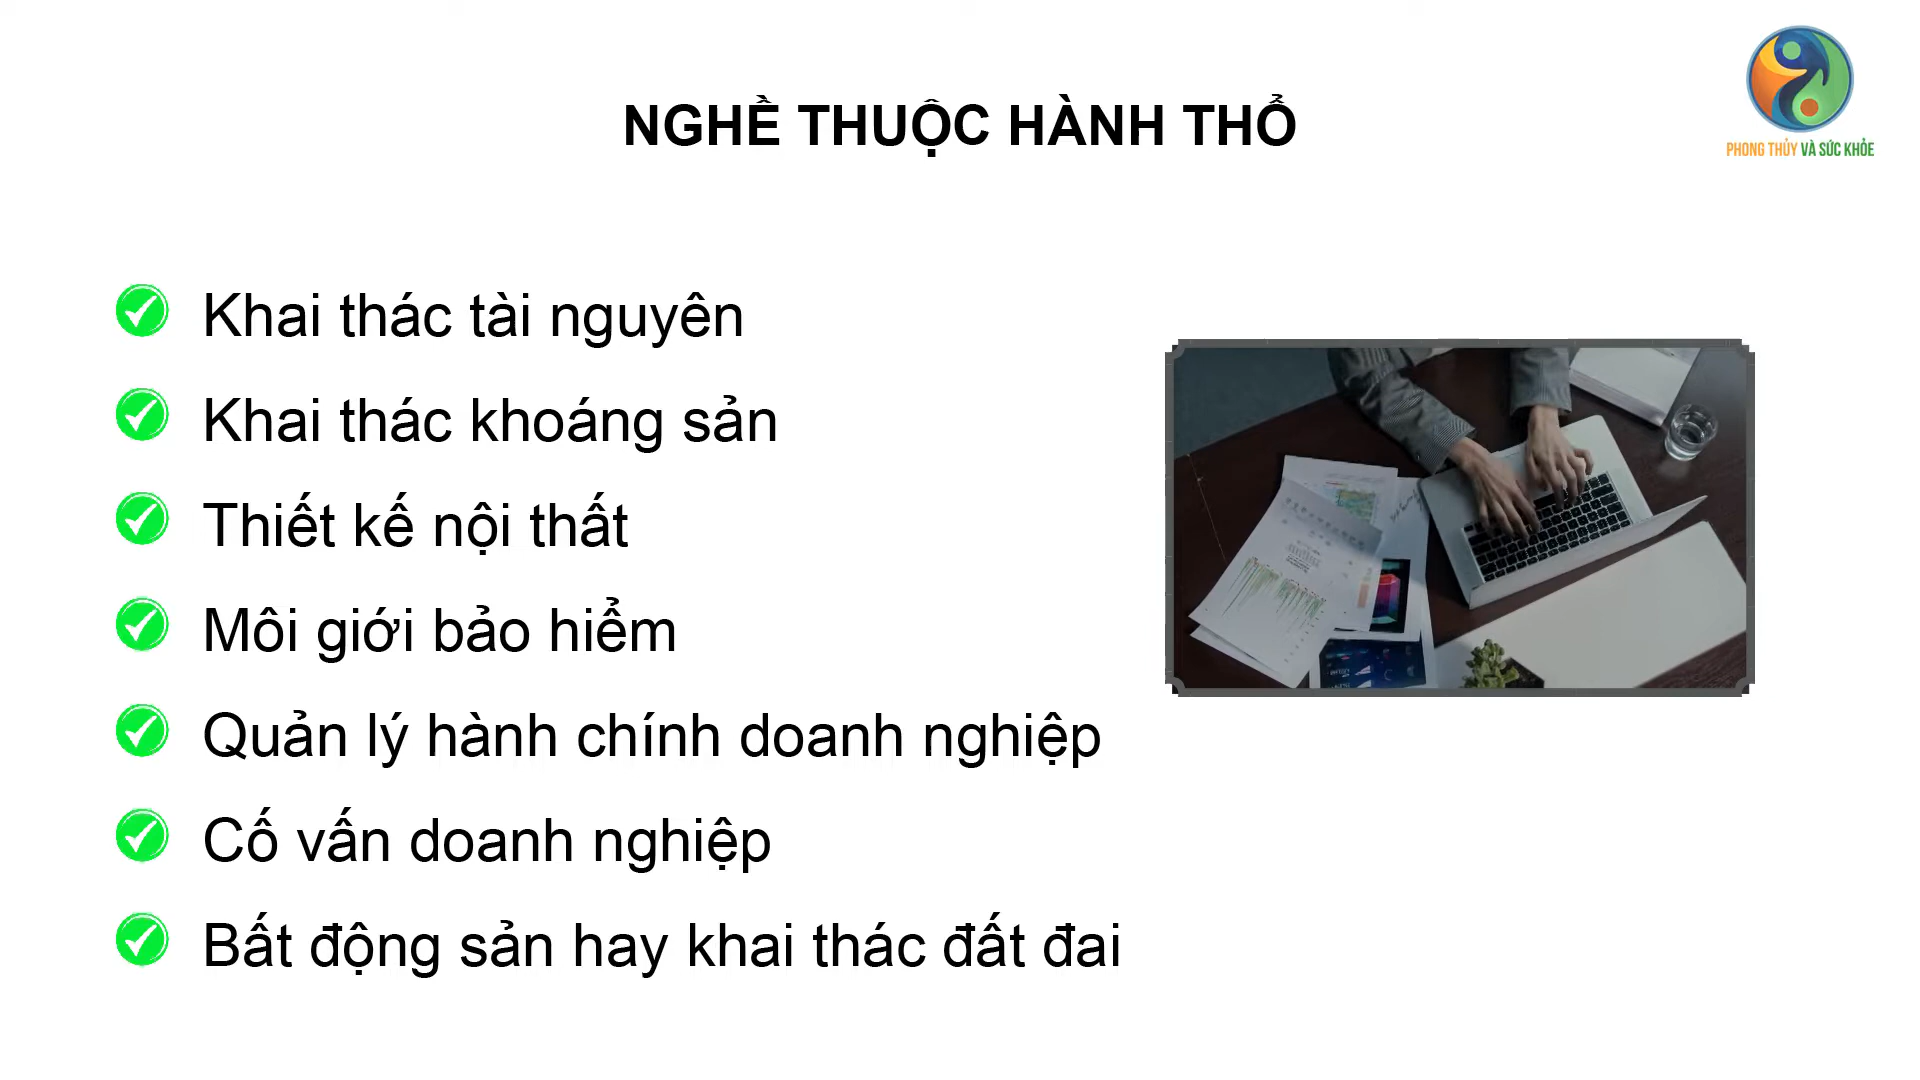 PHONG THỦY VÀ SỨC KHỎE
NGHỀ THUỘC HÀNH THỔ
Khai thác tài nguyên
Khai thác khoáng sản
Thiết kế nội thất
Môi giới bảo hiểm
Quản lý hành chính doanh nghiệp
Cố vấn doanh nghiệp
Bất động sản hay khai thác đất đai